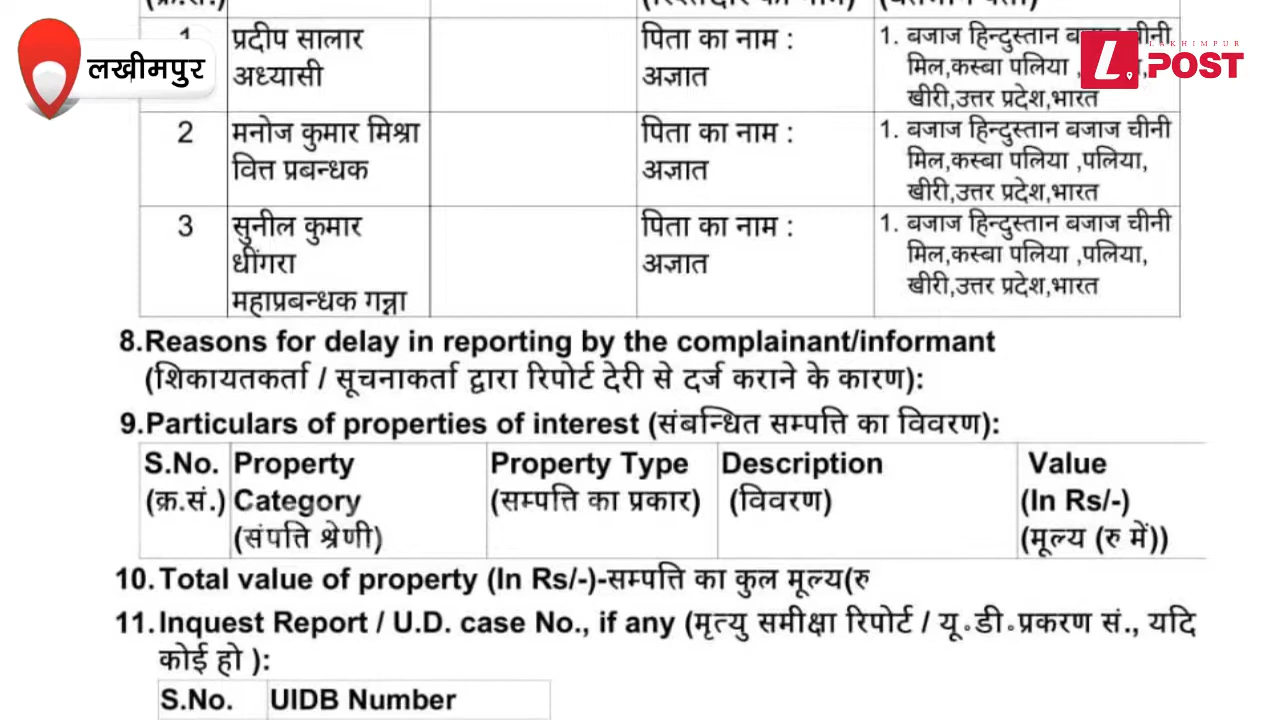 (क्र.सं.)
1 प्रदीप सालार पिता का नाम : 1. बजाज हिन्दुस्तान चीनी
अध्यासी अज्ञात मिल,कस्बा पलिया ,
खीरी,उत्तर प्रदेश,भारत
2 मनोज कुमार मिश्रा पिता का नाम : 1. बजाज हिन्दुस्तान बजाज चीनी
वित्त प्रबन्धक अज्ञात मिल,कस्बा पलिया ,पलिया,
खीरी,उत्तर प्रदेश,भारत
3 सुनील कुमार पिता का नाम : 1. बजाज हिन्दुस्तान बजाज चीनी
धींगरा अज्ञात मिल,कस्बा पलिया ,पलिया,
महाप्रबन्धक गन्ना खीरी,उत्तर प्रदेश,भारत
8.Reasons for delay in reporting by the complainant/informant
(शिकायतकर्ता / सूचनाकर्ता द्वारा रिपोर्ट देरी से दर्ज कराने के कारण):
9.Particulars of properties of interest (संबन्धित सम्पत्ति का विवरण):
S.No. Property Property Type Description Value
(क्र.सं.) Category (सम्पत्ति का प्रकार) (विवरण) (In Rs/-)
(संपत्ति श्रेणी) (मूल्य (रु में))
10.Total value of property (In Rs/-)-सम्पत्ति का कुल मूल्य(रु
11.Inquest Report / U.D. case No., if any (मृत्यु समीक्षा रिपोर्ट / यू॰डी॰प्रकरण सं., यदि
कोई हो ):
S.No. UIDB Number
लखीमपुर
LAKHIMPUR
L.POST